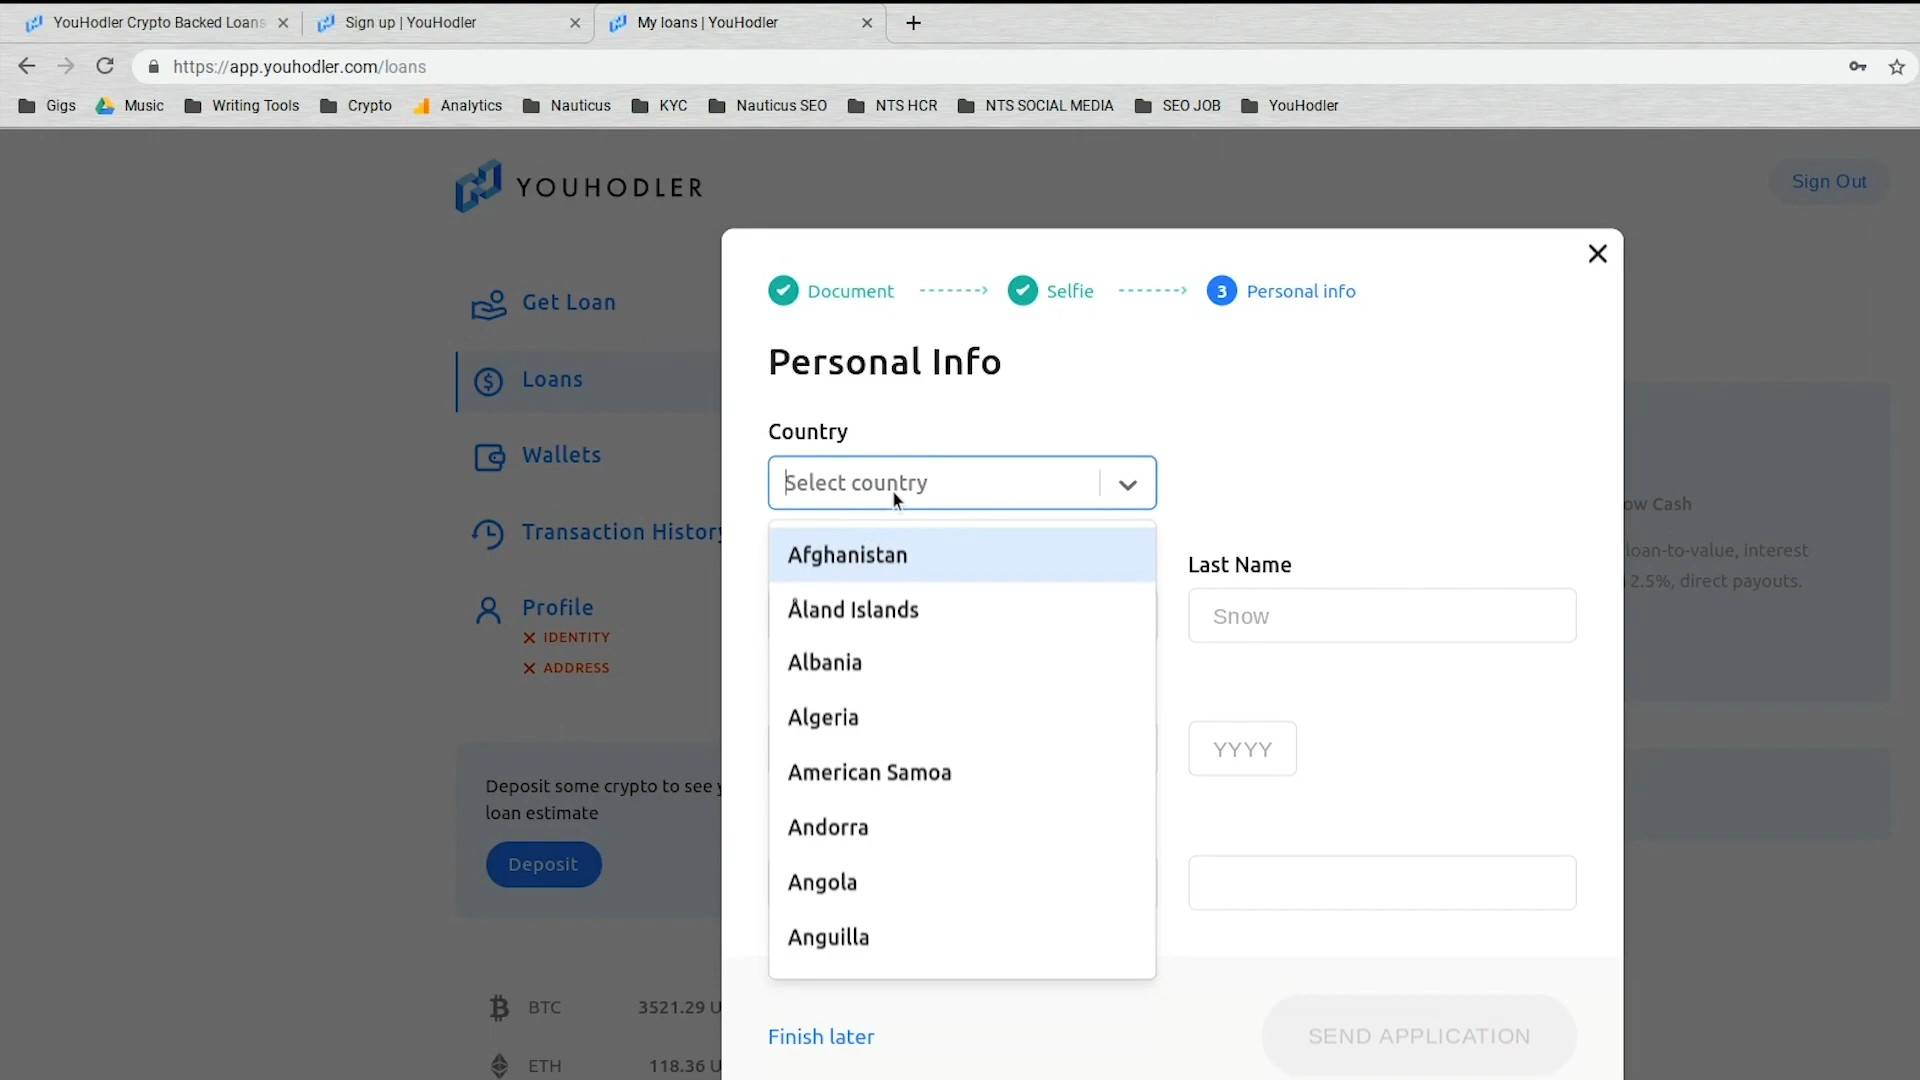 YouHodler Crypto Backed Loans
Sign up | YouHodler
My loans | YouHodler
https://app.youhodler.com/loans
Gigs
Music
Writing Tools
Crypto
Analytics
Nauticus
KYC
Nauticus SEO
NTS HCR
NTS SOCIAL MEDIA
SEO JOB
YouHodler
YOUHODLER
Sign Out
Get Loan
Loans
Wallets
Transaction History
Profile
IDENTITY
ADDRESS
Deposit some crypto to see
loan estimate
Deposit
BTC 3521.29 U
ETH 118.36 U
Document
Selfie
3 Personal info
Personal Info
Country
Select country
Afghanistan
Åland Islands
Albania
Algeria
American Samoa
Andorra
Angola
Anguilla
Last Name
Snow
YYYY
Finish later
SEND APPLICATION
ow Cash
loan-to-value, interest
2.5%, direct payouts.